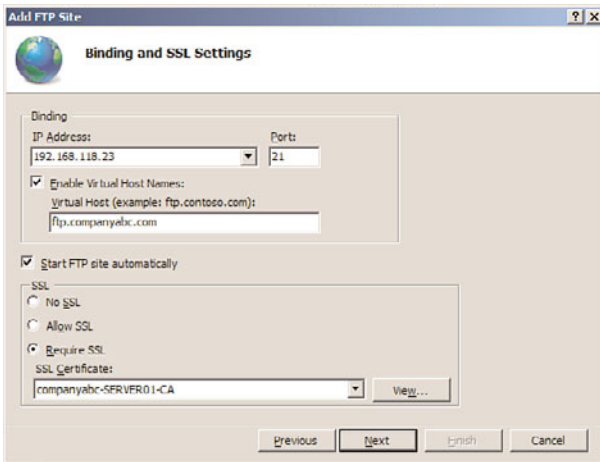 Add FTP Site
Binding and SSL Settings
Binding
IP Address: Port:
192.168.118.23 21
Enable Virtual Host Names:
Virtual Host (example: ftp.contoso.com):
ftp.companyabc.com
Start FTP site automatically
SSL
No SSL
Allow SSL
Require SSL
SSL Certificate:
companyabc-SERVER01-CA View...
Previous Next Finish Cancel